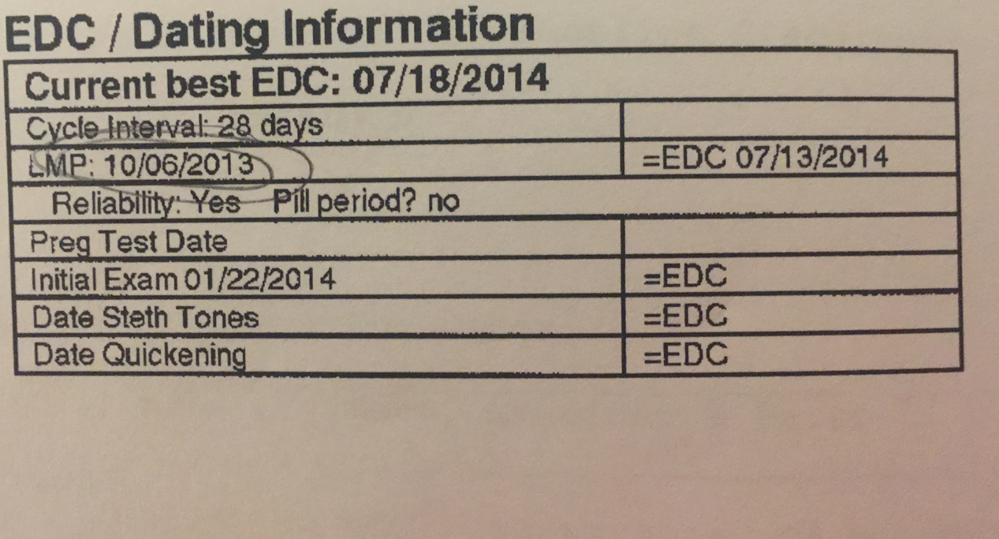 EDC / Dating Information
Current best EDC: 07/18/2014
Cycle Interval: 28 days
LMP: 10/06/2013 =EDC 07/13/2014
Reliability: Yes Pill period? no
Preg Test Date
Initial Exam 01/22/2014 =EDC
Date Steth Tones =EDC
Date Quickening =EDC